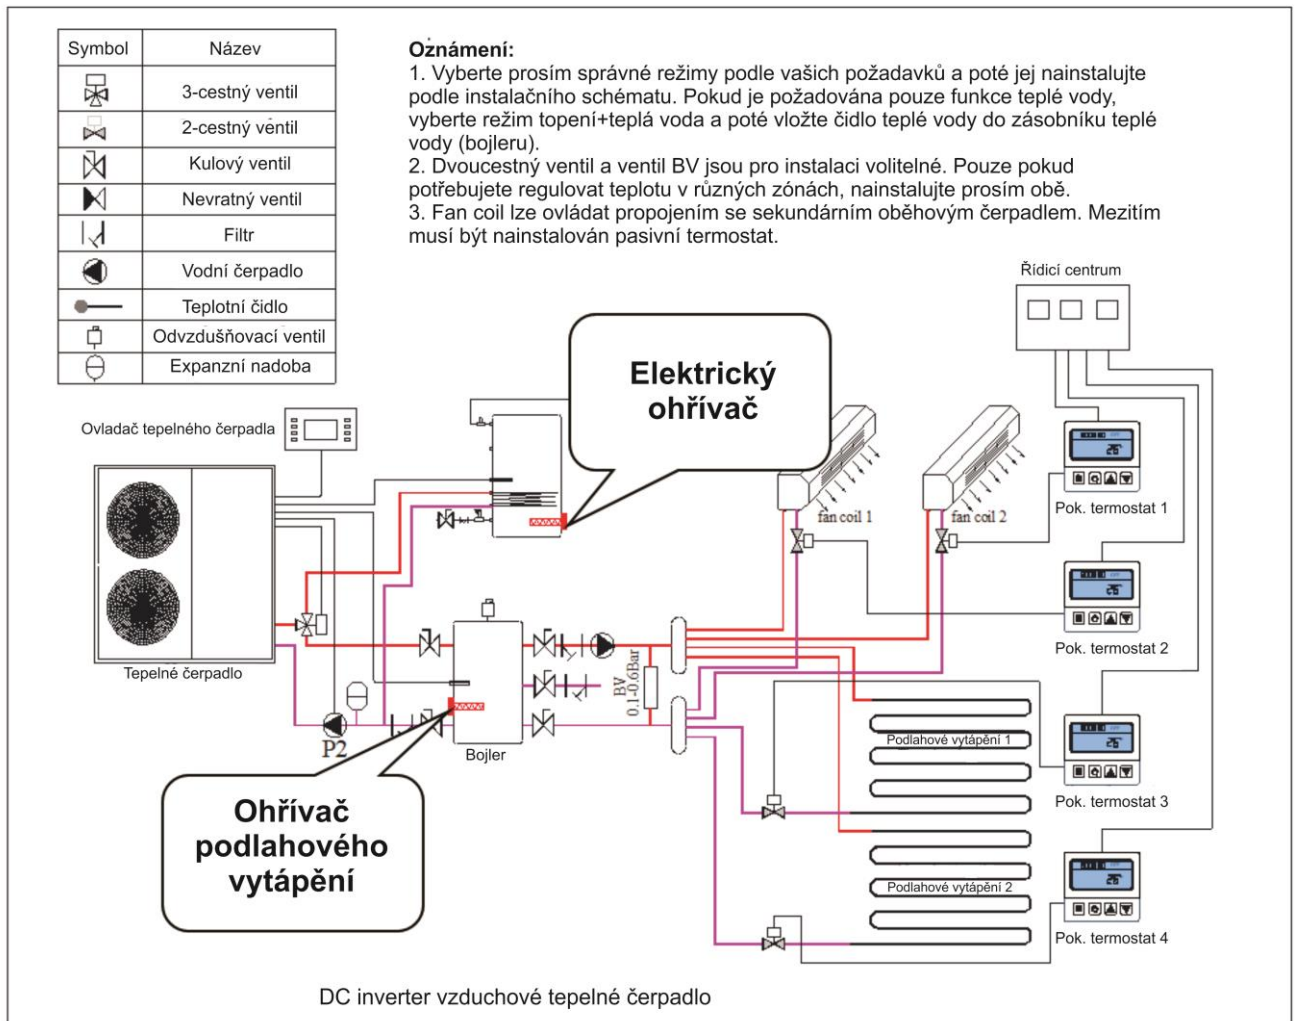 Symbol Název
3-cestný ventil
2-cestný ventil
Kulový ventil
Nevratný ventil
Filtr
Vodní čerpadlo
Teplotní čidlo
Odvzdušňovací ventil
Expanzní nadoba
Oznámení:
1. Vyberte prosím správné režimy podle vašich požadavků a poté jej nainstalujte
podle instalačního schématu. Pokud je požadována pouze funkce teplé vody,
vyberte režim topení+teplá voda a poté vložte čidlo teplé vody do zásobníku teplé
vody (bojleru).
2. Dvoucestný ventil a ventil BV jsou pro instalaci volitelné. Pouze pokud
potřebujete regulovat teplotu v různých zónách, nainstalujte prosím obě.
3. Fan coil lze ovládat propojením se sekundárním oběhovým čerpadlem. Mezitím
musí být nainstalován pasivní termostat.
Řídicí centrum
Elektrický
ohřívač
Ovladač tepelného čerpadla
fan coil 1
fan coil 2
Pok. termostat 1
Pok. termostat 2
Tepelné čerpadlo
BV
0.1-0.6Bar
P2
Bojler
Podlahové vytápění 1
Pok. termostat 3
Ohřívač
podlahového
vytápění
Podlahové vytápění 2
Pok. termostat 4
DC inverter vzduchové tepelné čerpadlo